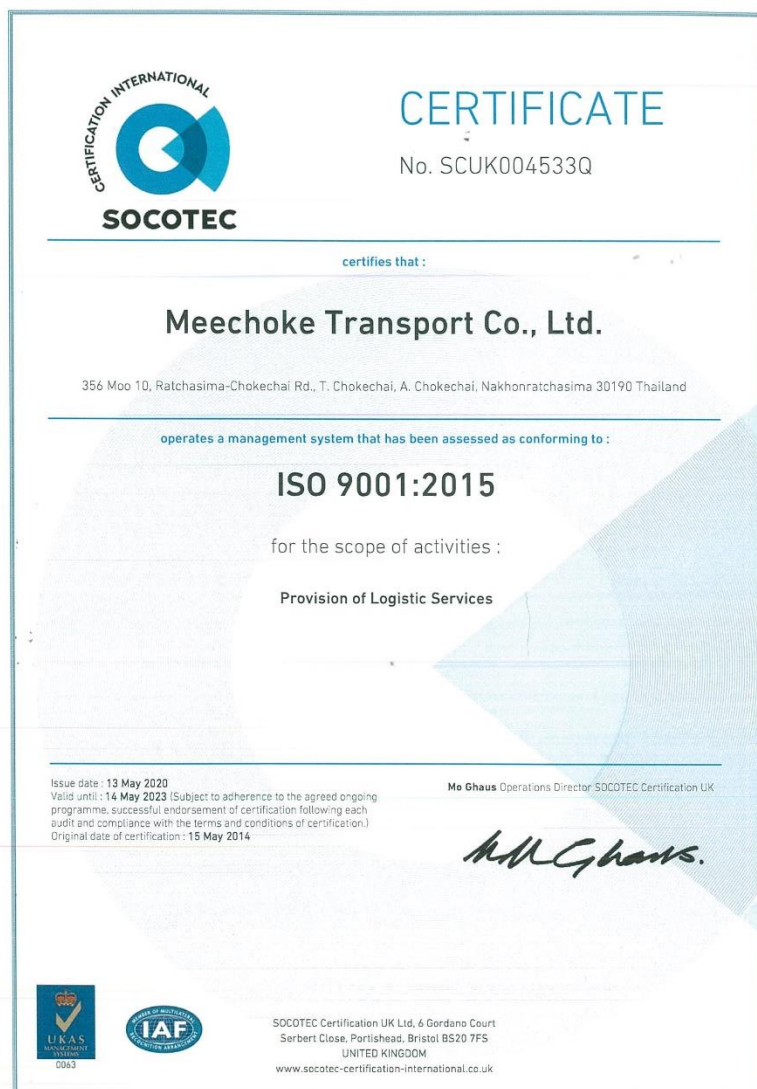 CERTIFICATION INTERNATIONAL
SOCOTEC
CERTIFICATE
No. SCUK004533Q
certifies that :
Meechoke Transport Co., Ltd.
356 Moo 10, Ratchasima-Chokechai Rd., T. Chokechai, A. Chokechai, Nakhonratchasima 30190 Thailand
operates a management system that has been assessed as conforming to :
ISO 9001:2015
for the scope of activities :
Provision of Logistic Services
Issue date : 13 May 2020
Valid until : 14 May 2023 (Subject to adherence to the agreed ongoing
programme, successful endorsement of certification following each
audit and compliance with the terms and conditions of certification.)
Original date of certification : 15 May 2014
Mo Ghaus Operations Director SOCOTEC Certification UK
UKAS
MANAGEMENT
SYSTEMS
0063
MEMBER OF MULTILATERAL
IAF
RECOGNITION ARRANGEMENT
SOCOTEC Certification UK Ltd, 6 Gordano Court
Serbert Close, Portishead, Bristol BS20 7FS
UNITED KINGDOM
www.socotec-certification-international.co.uk